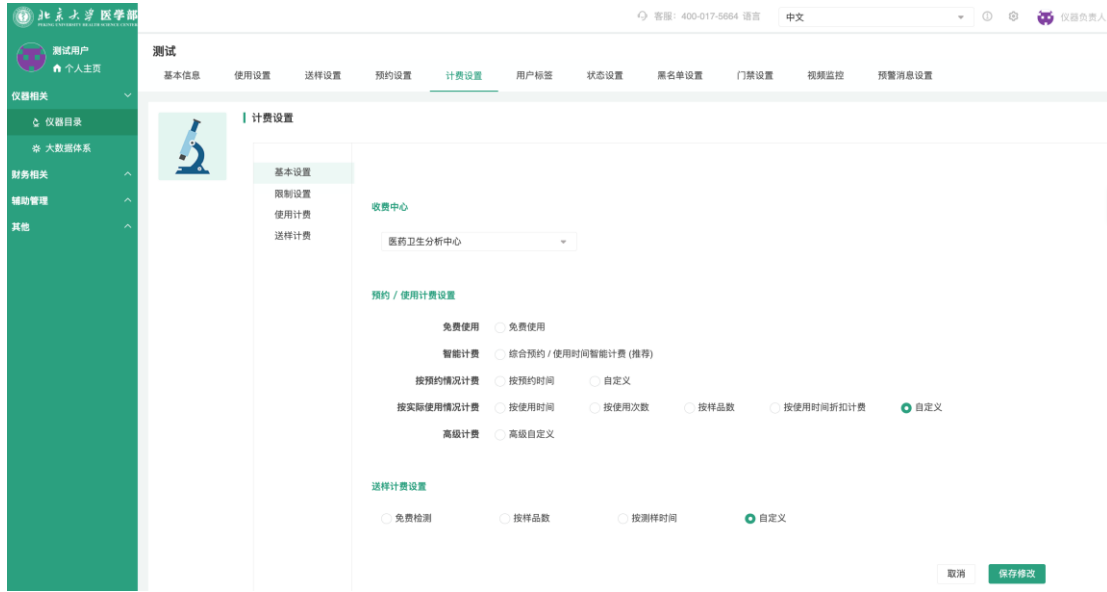 北京大学医学部
PEKING UNIVERSITY HEALTH SCIENCE CENTER
客服: 400-017-5664 语言 中文 仪器负责人
测试用户
个人主页
测试
基本信息 使用设置 送样设置 预约设置 计费设置 用户标签 状态设置 黑名单设置 门禁设置 视频监控 预警消息设置
仪器相关
仪器目录
大数据体系
财务相关
辅助管理
其他
计费设置
基本设置
限制设置
使用计费
送样计费
收费中心
医药卫生分析中心
预约 / 使用计费设置
免费使用 免费使用
智能计费 综合预约 / 使用时间智能计费 (推荐)
按预约情况计费 按预约时间 自定义
按实际使用情况计费 按使用时间 按使用次数 按样品数 按使用时间折扣计费 自定义
高级计费 高级自定义
送样计费设置
免费检测 按样品数 按测样时间 自定义
取消 保存修改